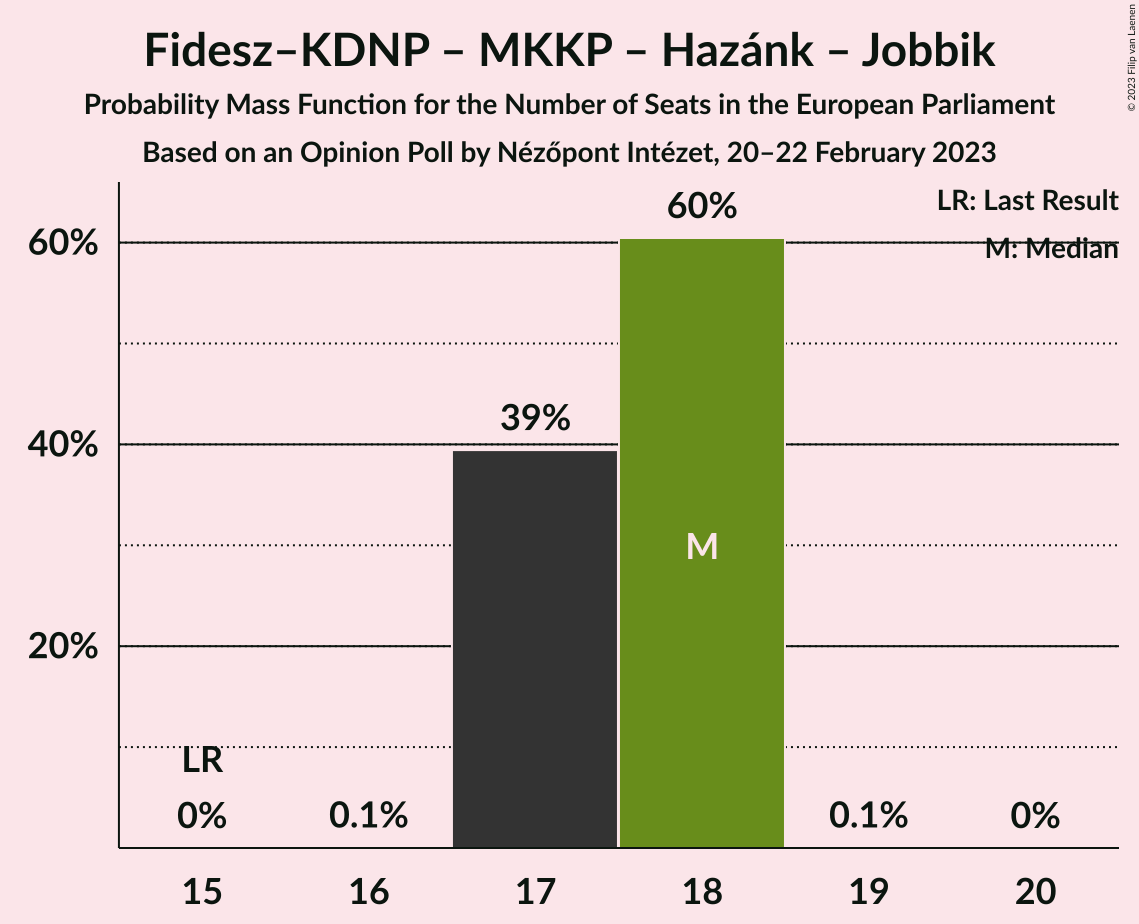 Fidesz–KDNP – MKKP – Hazánk – Jobbik
Probability Mass Function for the Number of Seats in the European Parliament
Based on an Opinion Poll by Nézőpont Intézet, 20–22 February 2023
© 2023 Filip van Laenen
LR: Last Result
M: Median
60%
40%
20%
LR
0%
0.1%
39%
60%
M
0.1%
0%
15
16
17
18
19
20